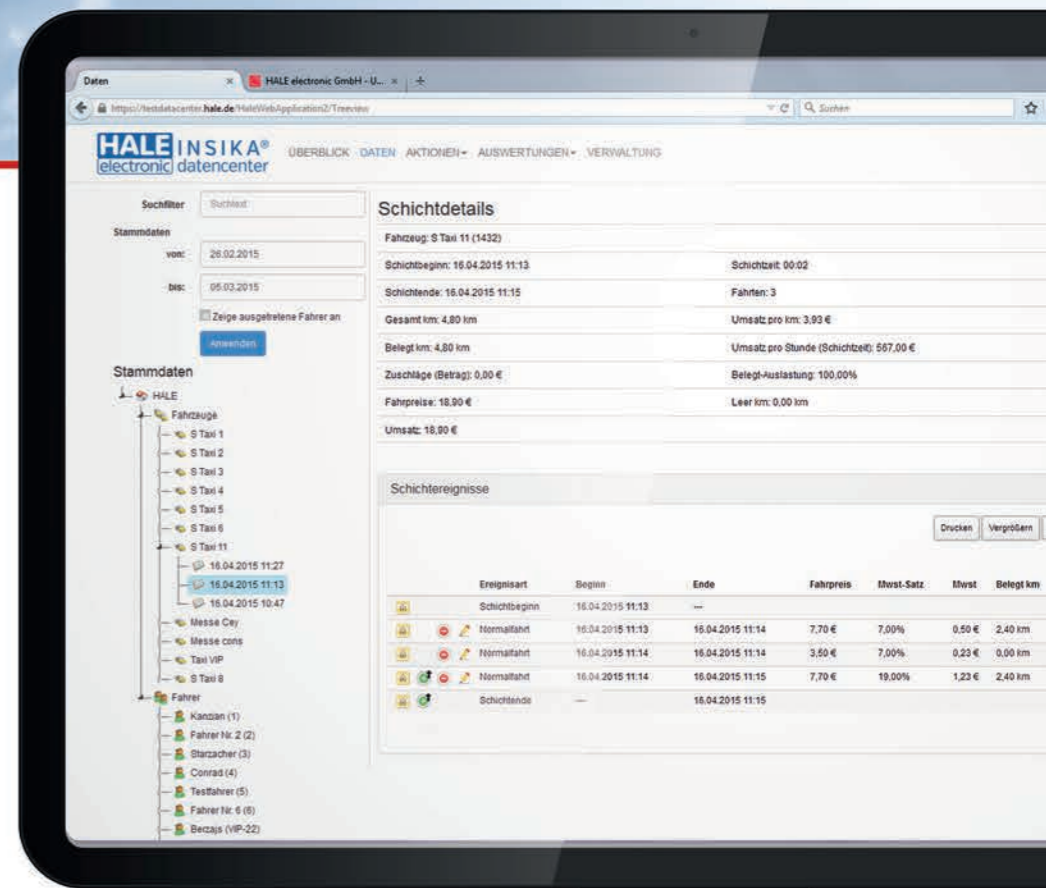 Daten
HALE electronic GmbH - U...
https://testdatacenter.hale.de/HaleWebApplication2/Treeview
Suchen
HALE INSIKA®
electronic datencenter
ÜBERBLICK DATEN AKTIONEN AUSWERTUNGEN VERWALTUNG
Suchfilter
Suchtext
Stammdaten
von: 26.02.2015
bis: 05.03.2015
Zeige ausgetretene Fahrer an
Anwenden
Stammdaten
HALE
Fahrzeuge
S Taxi 1
S Taxi 2
S Taxi 3
S Taxi 4
S Taxi 5
S Taxi 6
S Taxi 11
16.04.2015 11:27
16.04.2015 11:13
16.04.2015 10:47
Messe Cey
Messe cons
Taxi VIP
S Taxi 8
Fahrer
Kanzian (1)
Fahrer Nr. 2 (2)
Starzacher (3)
Conrad (4)
Testfahrer (5)
Fahrer Nr. 6 (6)
Berzajs (VIP-22)
Schichtdetails
Fahrzeug: S Taxi 11 (1432)
Schichtbeginn: 16.04.2015 11:13 Schichtzeit: 00:02
Schichtende: 16.04.2015 11:15 Fahrten: 3
Gesamt km: 4,80 km Umsatz pro km: 3,93 €
Belegt km: 4,80 km Umsatz pro Stunde (Schichtzeit): 567,00 €
Zuschläge (Betrag): 0,00 € Belegt-Auslastung: 100,00%
Fahrpreise: 18,90 € Leer km: 0,00 km
Umsatz: 18,90 €
Schichtereignisse
Drucken Vergrößern
Ereignisart Beginn Ende Fahrpreis Mwst-Satz Mwst Belegt km
Schichtbeginn 16.04.2015 11:13 ---
Normalfahrt 16.04.2015 11:13 16.04.2015 11:14 7,70 € 7,00% 0,50 € 2,40 km
Normalfahrt 16.04.2015 11:14 16.04.2015 11:14 3,50 € 7,00% 0,23 € 0,00 km
Normalfahrt 16.04.2015 11:14 16.04.2015 11:15 7,70 € 19,00% 1,23 € 2,40 km
Schichtende --- 16.04.2015 11:15